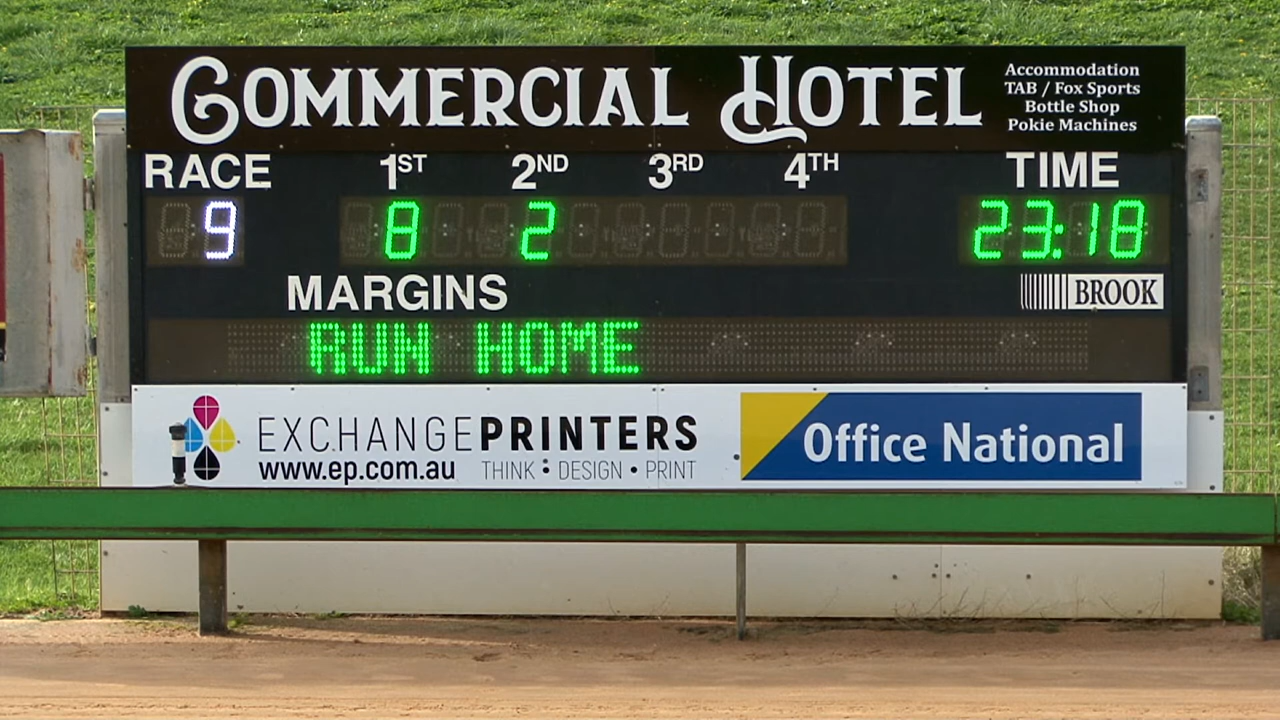 COMMERCIAL HOTEL
Accommodation
TAB / Fox Sports
Bottle Shop
Pokie Machines
RACE 1ST 2ND 3RD 4TH TIME
9 8 2 23:18
MARGINS
BROOK
RUN HOME
EXCHANGEPRINTERS
www.ep.com.au THINK • DESIGN • PRINT
Office National